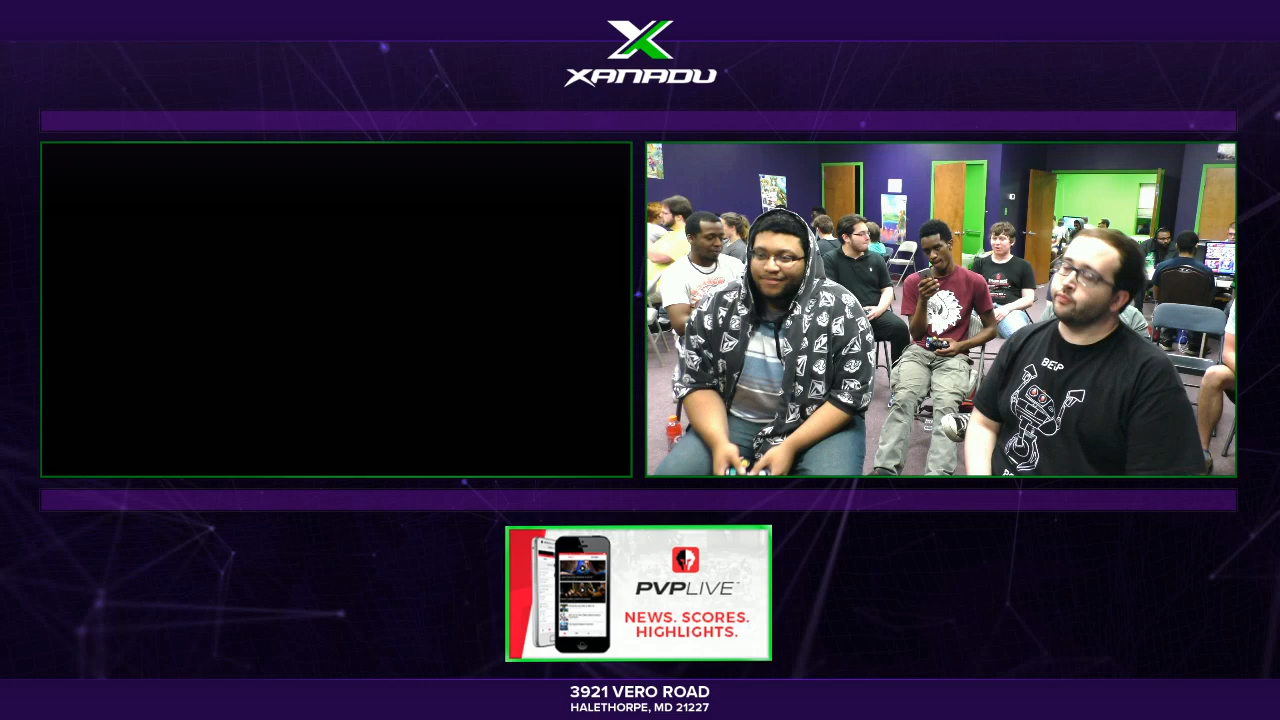 XANADU
BEEP
PVPLIVE
NEWS. SCORES.
HIGHLIGHTS.
3921 VERO ROAD
HALETHORPE, MD 21227